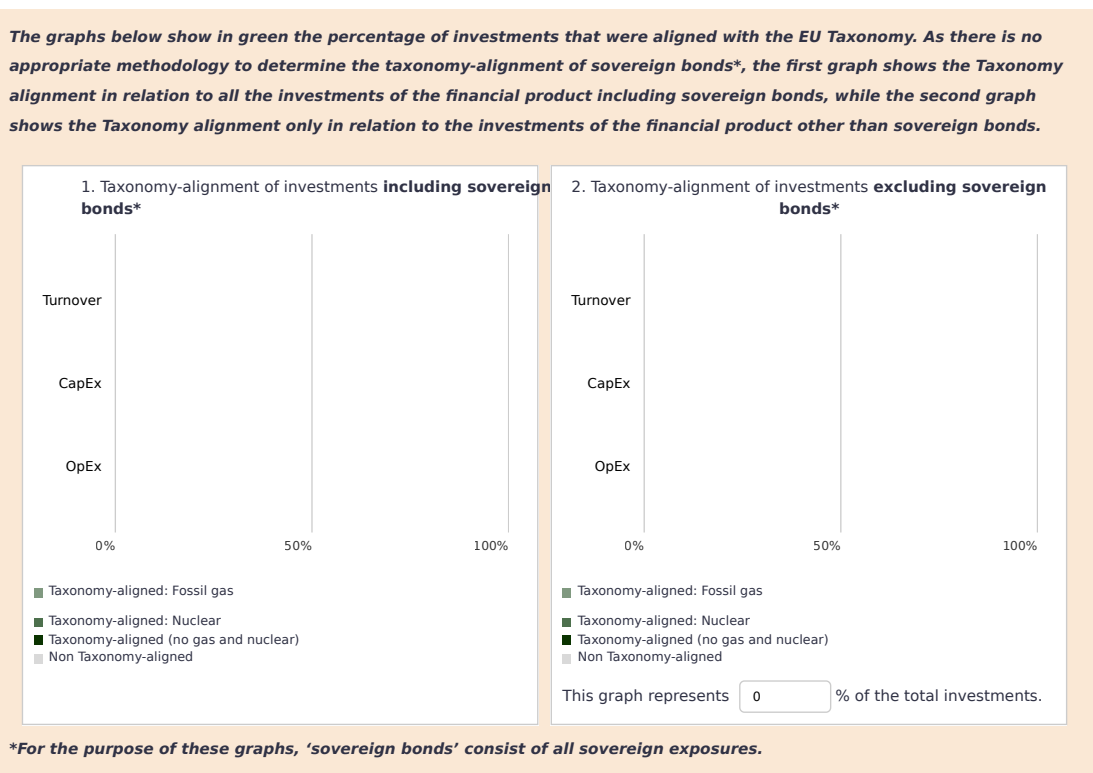 The graphs below show in green the percentage of investments that were aligned with the EU Taxonomy. As there is no
appropriate methodology to determine the taxonomy-alignment of sovereign bonds*, the first graph shows the Taxonomy
alignment in relation to all the investments of the financial product including sovereign bonds, while the second graph
shows the Taxonomy alignment only in relation to the investments of the financial product other than sovereign bonds.
1. Taxonomy-alignment of investments including sovereign
bonds*
Turnover
CapEx
OpEx
0% 50% 100%
Taxonomy-aligned: Fossil gas
Taxonomy-aligned: Nuclear
Taxonomy-aligned (no gas and nuclear)
Non Taxonomy-aligned
2. Taxonomy-alignment of investments excluding sovereign
bonds*
Turnover
CapEx
OpEx
0% 50% 100%
Taxonomy-aligned: Fossil gas
Taxonomy-aligned: Nuclear
Taxonomy-aligned (no gas and nuclear)
Non Taxonomy-aligned
This graph represents 0 % of the total investments.
*For the purpose of these graphs, ‘sovereign bonds’ consist of all sovereign exposures.